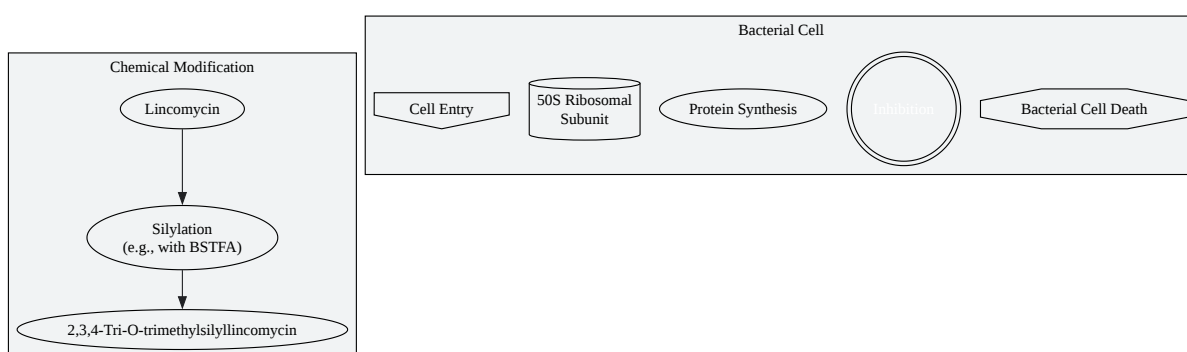 Chemical Modification
Lincomycin
Silylation
(e.g., with BSTFA)
2,3,4-Tri-O-trimethylsilyllincomycin
Bacterial Cell
Cell Entry
50S Ribosomal
Subunit
Protein Synthesis
Inhibition
Bacterial Cell Death